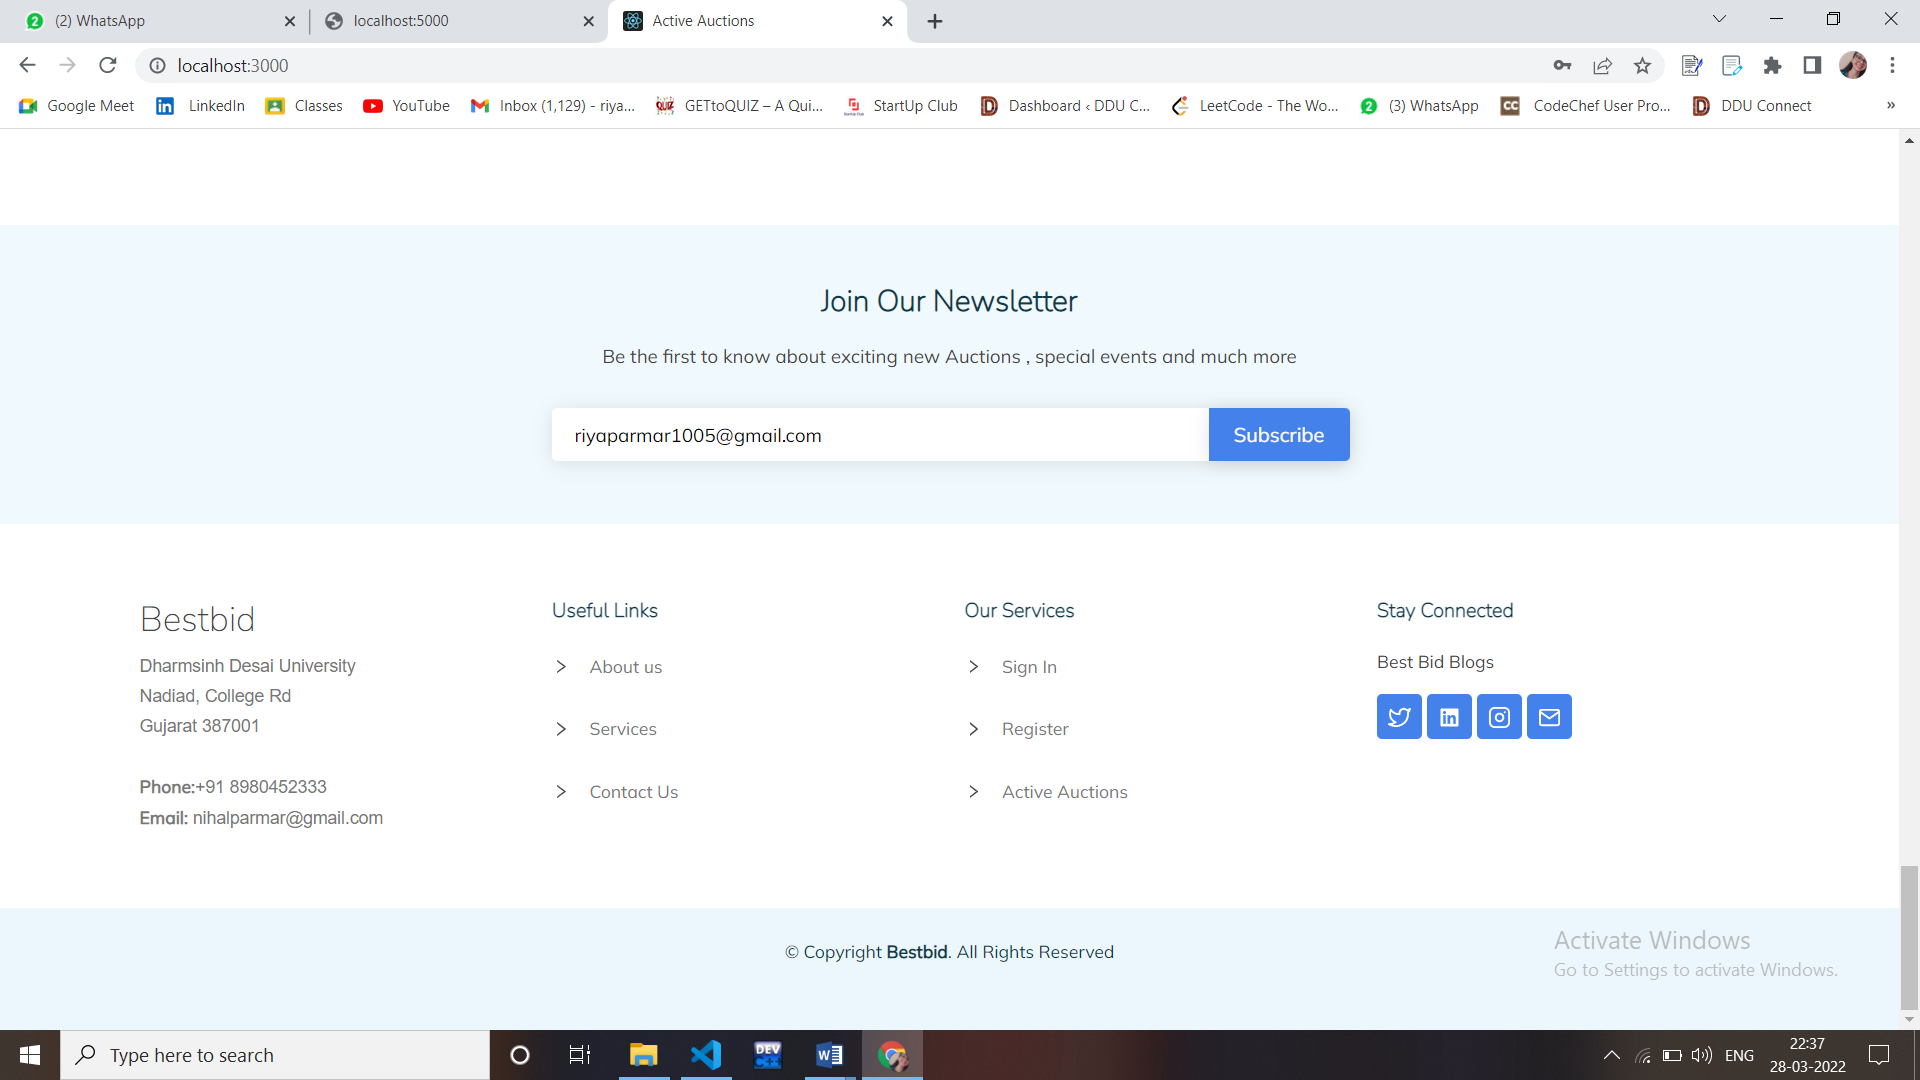 (2) WhatsApp
localhost:5000
Active Auctions
localhost:3000
Google Meet
LinkedIn
Classes
YouTube
Inbox (1,129) - riya...
GETtoQUIZ – A Qui...
StartUp Club
Dashboard ‹ DDU C...
LeetCode - The Wo...
(3) WhatsApp
CodeChef User Pro...
DDU Connect
»
Join Our Newsletter
Be the first to know about exciting new Auctions , special events and much more
riyaparmar1005@gmail.com
Subscribe
Bestbid
Dharmsinh Desai University
Nadiad, College Rd
Gujarat 387001
Phone:+91 8980452333
Email: nihalparmar@gmail.com
Useful Links
About us
Services
Contact Us
Our Services
Sign In
Register
Active Auctions
Stay Connected
Best Bid Blogs
© Copyright Bestbid. All Rights Reserved
Activate Windows
Go to Settings to activate Windows.
Type here to search
ENG
22:37
28-03-2022